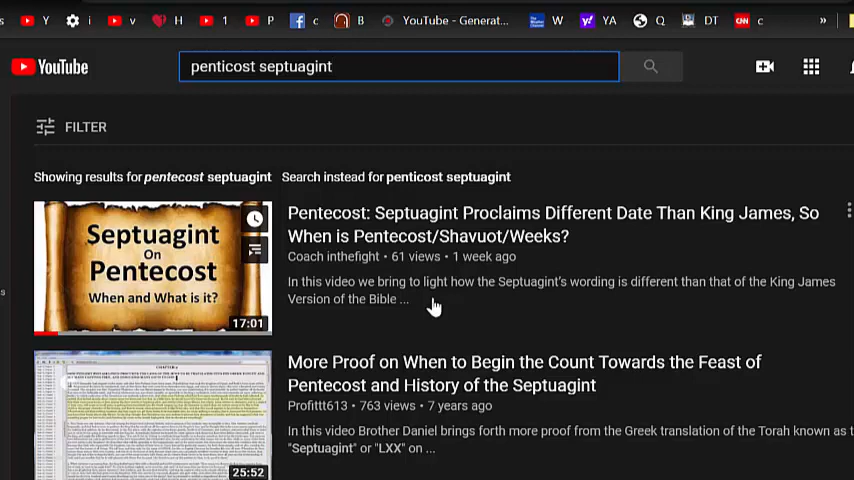 s Y H v 1 P f c B YouTube - Generat... W YA Q DT CNN c »
YouTube penticost septuagint
FILTER
Showing results for pentecost septuagint Search instead for penticost septuagint
Septuagint
On
Pentecost
When and What is it?
17:01
Pentecost: Septuagint Proclaims Different Date Than King James, So
When is Pentecost/Shavuot/Weeks?
Coach inthefight • 61 views • 1 week ago
In this video we bring to light how the Septuagint's wording is different than that of the King James
Version of the Bible ...
s
25:52
More Proof on When to Begin the Count Towards the Feast of
Pentecost and History of the Septuagint
Profittt613 • 763 views • 7 years ago
In this video Brother Daniel brings forth more proof from the Greek translation of the Torah known as t
"Septuagint" or "LXX" on ...